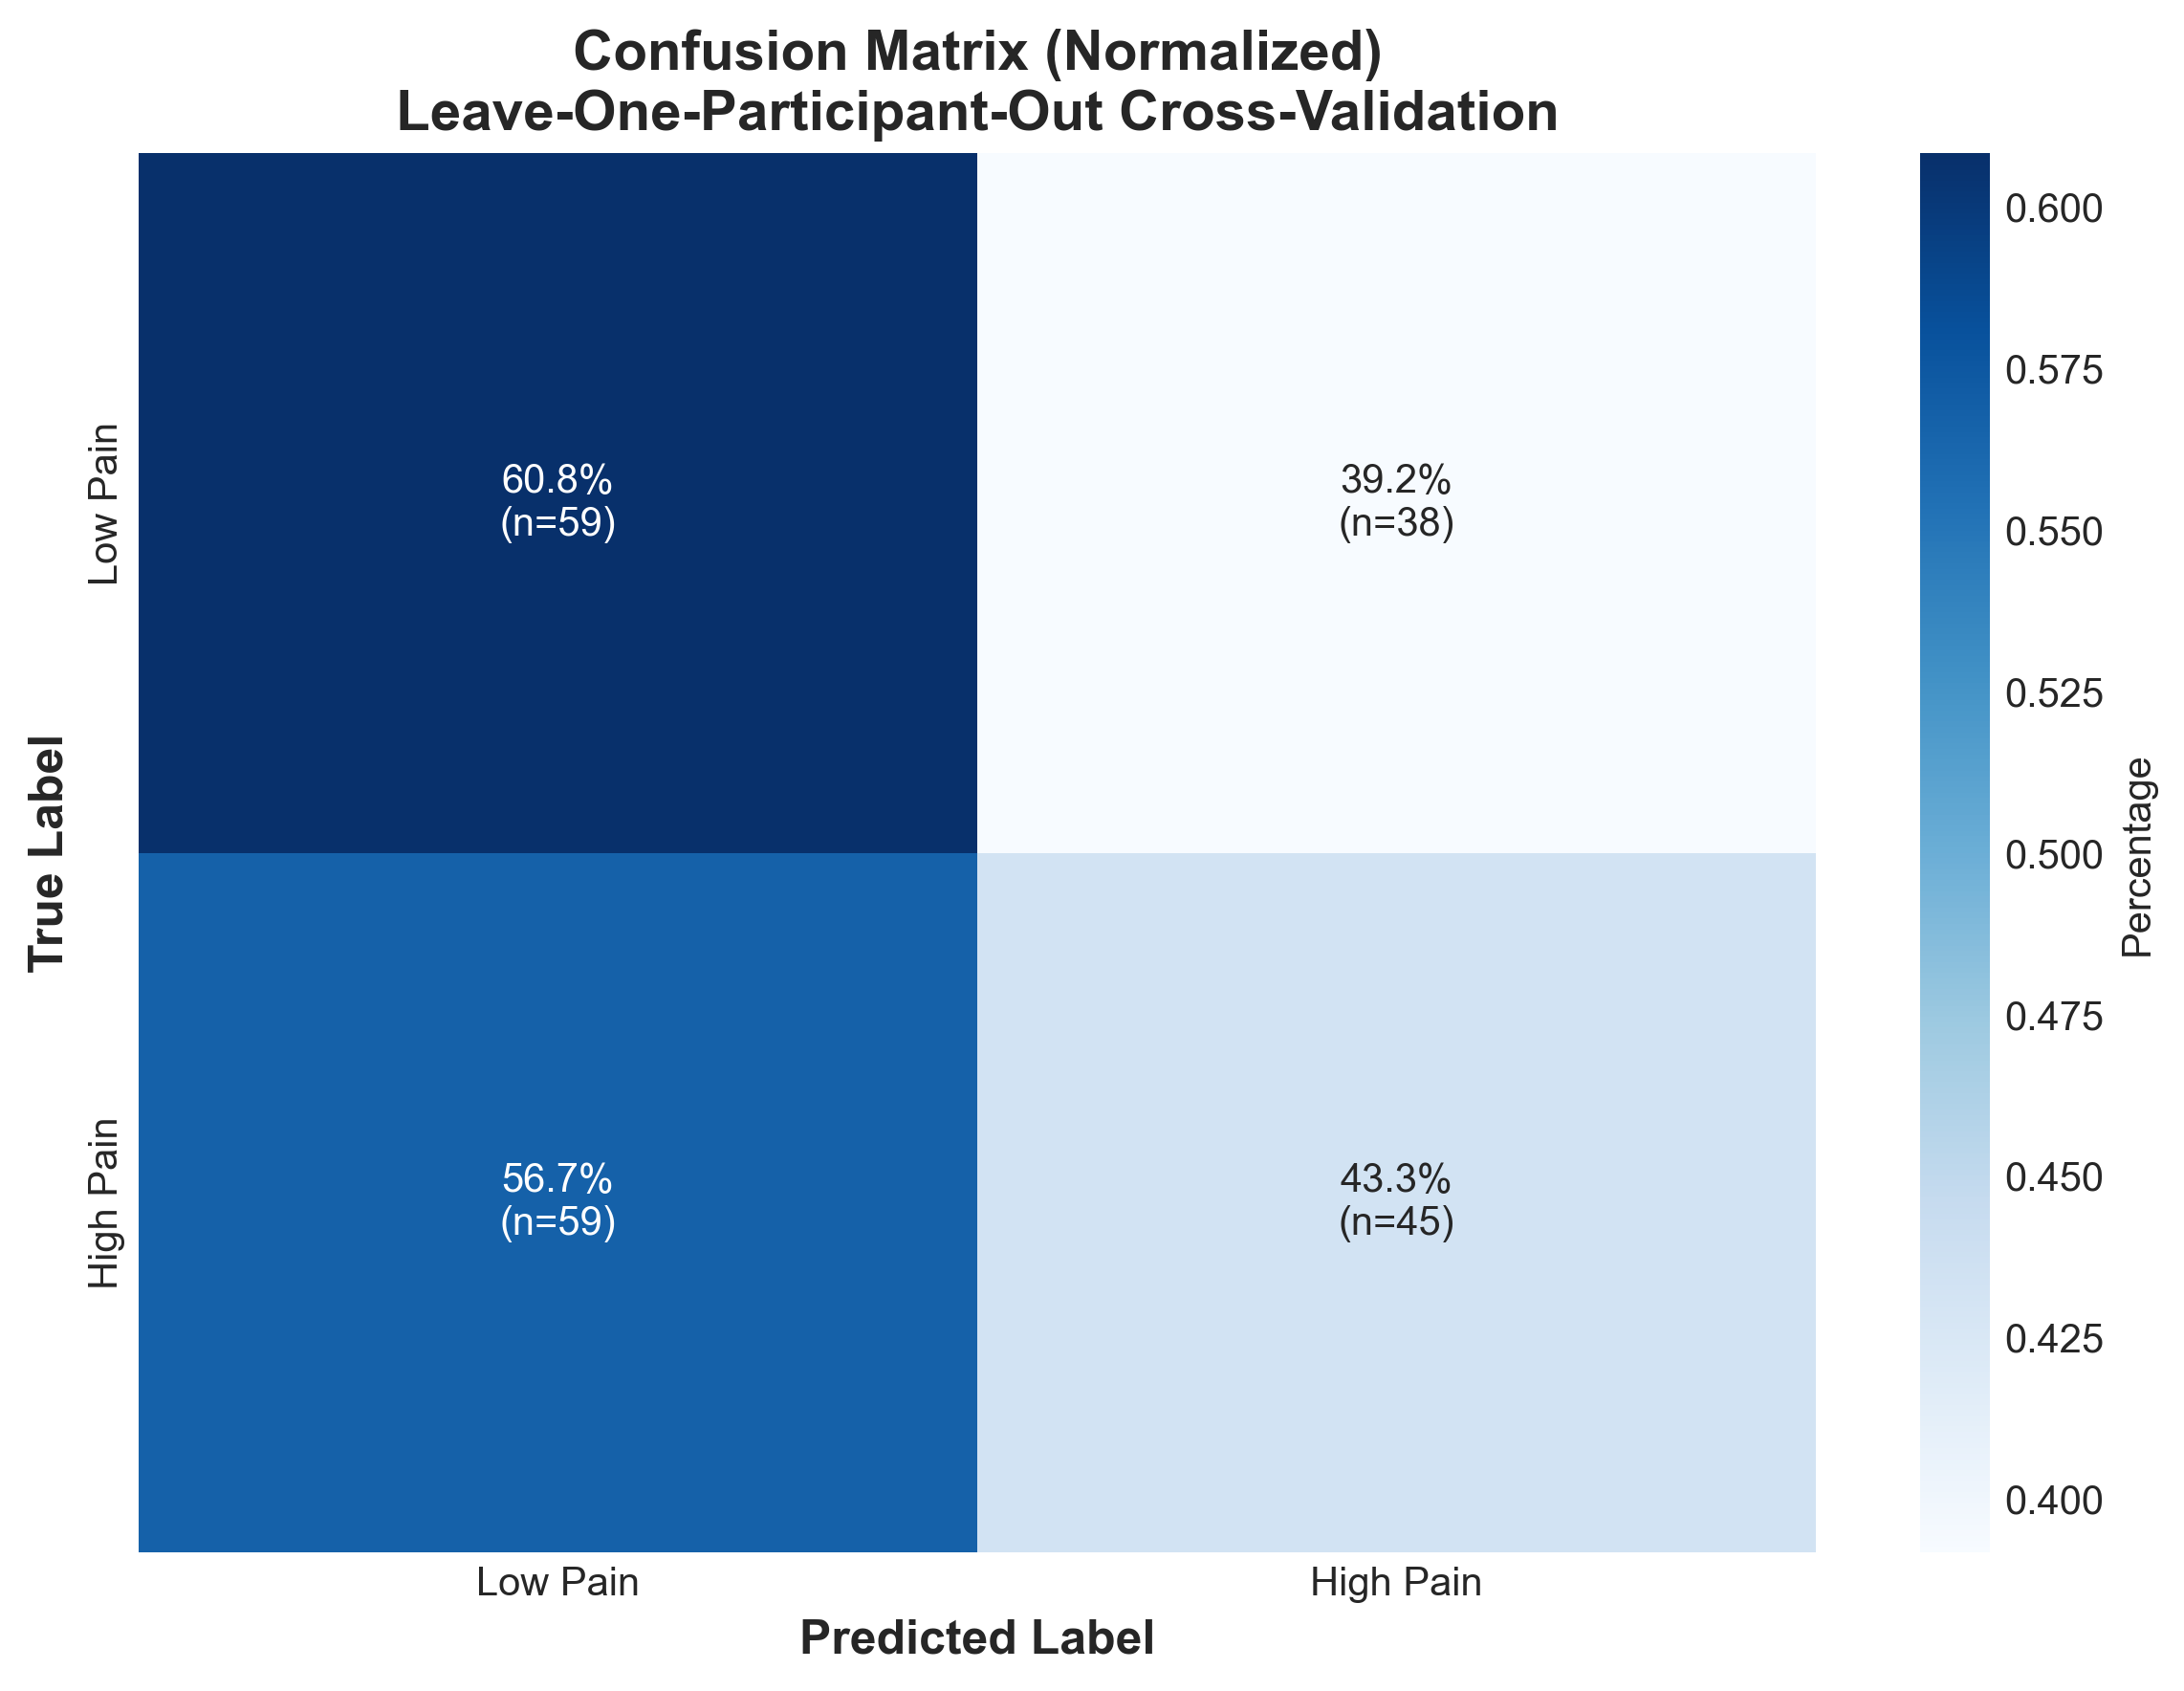 Confusion Matrix (Normalized)
Leave-One-Participant-Out Cross-Validation
True Label
Low Pain
60.8%
(n=59)
39.2%
(n=38)
High Pain
56.7%
(n=59)
43.3%
(n=45)
Low Pain
High Pain
Predicted Label
0.600
0.575
0.550
0.525
0.500
0.475
0.450
0.425
0.400
Percentage